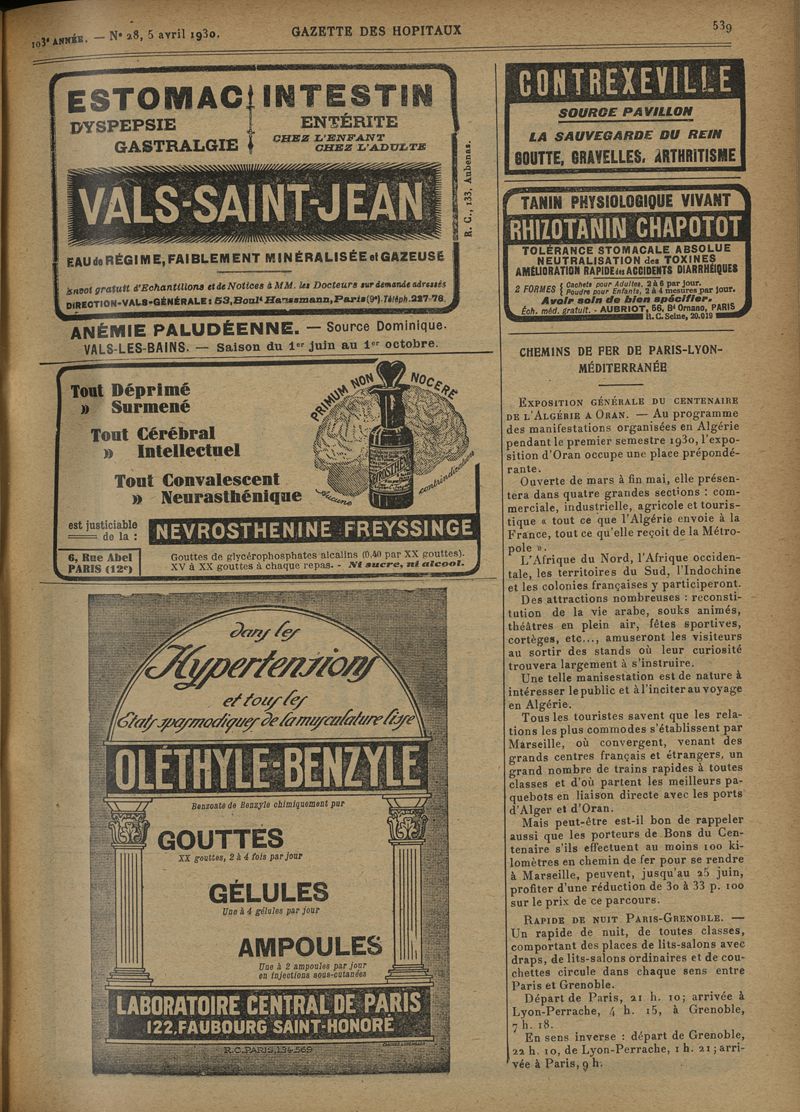 103e ANNÉE. — No 28, 5 avril 1930.
GAZETTE DES HOPITAUX
539
ESTOMAC
DYSPEPSIE
GASTRALGIE
INTESTIN
ENTÉRITE
CHEZ L'ENFANT
CHEZ L'ADULTE
VALS-SAINT-JEAN
EAU de RÉGIME, FAIBLEMENT MINÉRALISÉE et GAZEUSE
Envoi gratuit d'Echantillons et de Notices à MM. les Docteurs sur demande adressés
DIRECTION-VALS-GÉNÉRALE: 53, Boult Haussmann, Paris (9e). Téléph. 227-76.
R. C., 133, Aubenas.
ANÉMIE PALUDÉENNE. — Source Dominique.
VALS-LES-BAINS. — Saison du 1er juin au 1er octobre.
Tout Déprimé
» Surmené
Tout Cérébral
» Intellectuel
Tout Convalescent
» Neurasthénique
PRIMUM NON NOCERE
NEVROSTHÉNINE
Aucune contrindication
est justiciable
de la :
NEVROSTHENINE FREYSSINGE
6, Rue Abel
PARIS (12e)
Gouttes de glycérophosphates alcalins (0.40 par XX gouttes).
XV à XX gouttes à chaque repas. - Ni sucre, ni alcool.
dans les
Hypertensions
et tous les
États spasmodiques de la musculature lisse
OLÉTHYLE-BENZYLE
Benzoate de Benzyle chimiquement pur
GOUTTES
XX gouttes, 2 à 4 fois par jour
GÉLULES
Une à 4 gélules par jour
AMPOULES
Une à 2 ampoules par jour
en injections sous-cutanées
LABORATOIRE CENTRAL DE PARIS
122, FAUBOURG SAINT-HONORÉ
R.C. PARIS, 134.569
CONTREXEVILLE
SOURCE PAVILLON
LA SAUVEGARDE DU REIN
GOUTTE, GRAVELLES, ARTHRITISME
TANIN PHYSIOLOGIQUE VIVANT
RHIZOTANIN CHAPOTOT
TOLÉRANCE STOMACALE ABSOLUE
NEUTRALISATION des TOXINES
AMÉLIORATION RAPIDE des ACCIDENTS DIARRHÉIQUES
2 FORMES { Cachets pour Adultes, 2 à 6 par jour.
Poudre pour Enfants, 2 à 4 mesures par jour.
Avoir soin de bien spécifier.
Éch. méd. gratuit. - AUBRIOT, 56, Bd Ornano, PARIS
R.C. Seine, 20.019
CHEMINS DE FER DE PARIS-LYON-
MÉDITERRANÉE
EXPOSITION GÉNÉRALE DU CENTENAIRE
DE L'ALGÉRIE A ORAN. — Au programme
des manifestations organisées en Algérie
pendant le premier semestre 1930, l'expo-
sition d'Oran occupe une place prépondé-
rante.
Ouverte de mars à fin mai, elle présen-
tera dans quatre grandes sections : com-
merciale, industrielle, agricole et touris-
tique « tout ce que l'Algérie envoie à la
France, tout ce qu'elle reçoit de la Métro-
pole ».
L'Afrique du Nord, l'Afrique occiden-
tale, les territoires du Sud, l'Indochine
et les colonies françaises y participeront.
Des attractions nombreuses : reconsti-
tution de la vie arabe, souks animés,
théâtres en plein air, fêtes sportives,
cortèges, etc..., amuseront les visiteurs
au sortir des stands où leur curiosité
trouvera largement à s'instruire.
Une telle manisestation est de nature à
intéresser le public et à l'inciter au voyage
en Algérie.
Tous les touristes savent que les rela-
tions les plus commodes s'établissent par
Marseille, où convergent, venant des
grands centres français et étrangers, un
grand nombre de trains rapides à toutes
classes et d'où partent les meilleurs pa-
quebots en liaison directe avec les ports
d'Alger et d'Oran.
Mais peut-être est-il bon de rappeler
aussi que les porteurs de Bons du Cen-
tenaire s'ils effectuent au moins 100 ki-
lomètres en chemin de fer pour se rendre
à Marseille, peuvent, jusqu'au 25 juin,
profiter d'une réduction de 30 à 33 p. 100
sur le prix de ce parcours.
RAPIDE DE NUIT PARIS-GRENOBLE. —
Un rapide de nuit, de toutes classes,
comportant des places de lits-salons avec
draps, de lits-salons ordinaires et de cou-
chettes circule dans chaque sens entre
Paris et Grenoble.
Départ de Paris, 21 h. 10; arrivée à
Lyon-Perrache, 4 h. 15, à Grenoble,
7 h. 18.
En sens inverse : départ de Grenoble,
22 h. 10, de Lyon-Perrache, 1 h. 21; arri-
vée à Paris, 9 h.